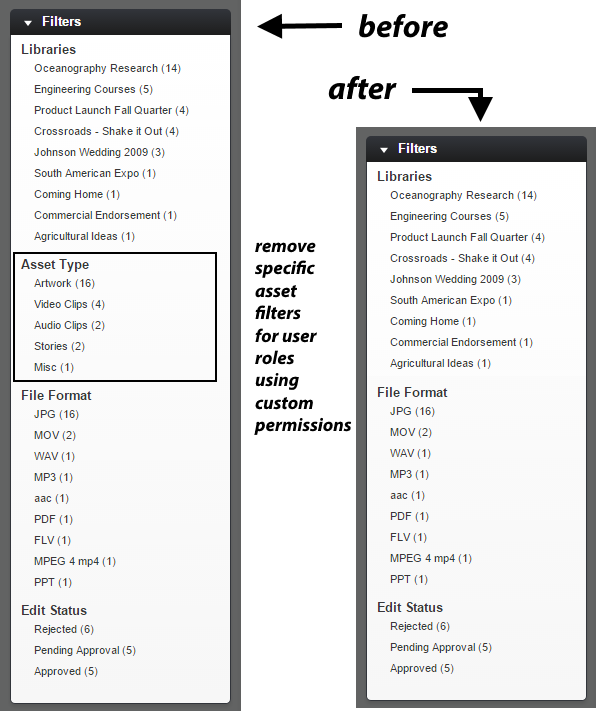 Filters
Libraries
Oceanography Research (14)
Engineering Courses (5)
Product Launch Fall Quarter (4)
Crossroads - Shake it Out (4)
Johnson Wedding 2009 (3)
South American Expo (1)
Coming Home (1)
Commercial Endorsement (1)
Agricultural Ideas (1)
Asset Type
Artwork (16)
Video Clips (4)
Audio Clips (2)
Stories (2)
Misc (1)
File Format
JPG (16)
MOV (2)
WAV (1)
MP3 (1)
aac (1)
PDF (1)
FLV (1)
MPEG 4 mp4 (1)
PPT (1)
Edit Status
Rejected (6)
Pending Approval (5)
Approved (5)
before
after
remove
specific
asset
filters
for user
roles
using
custom
permissions
Filters
Libraries
Oceanography Research (14)
Engineering Courses (5)
Product Launch Fall Quarter (4)
Crossroads - Shake it Out (4)
Johnson Wedding 2009 (3)
South American Expo (1)
Coming Home (1)
Commercial Endorsement (1)
Agricultural Ideas (1)
File Format
JPG (16)
MOV (2)
WAV (1)
MP3 (1)
aac (1)
PDF (1)
FLV (1)
MPEG 4 mp4 (1)
PPT (1)
Edit Status
Rejected (6)
Pending Approval (5)
Approved (5)